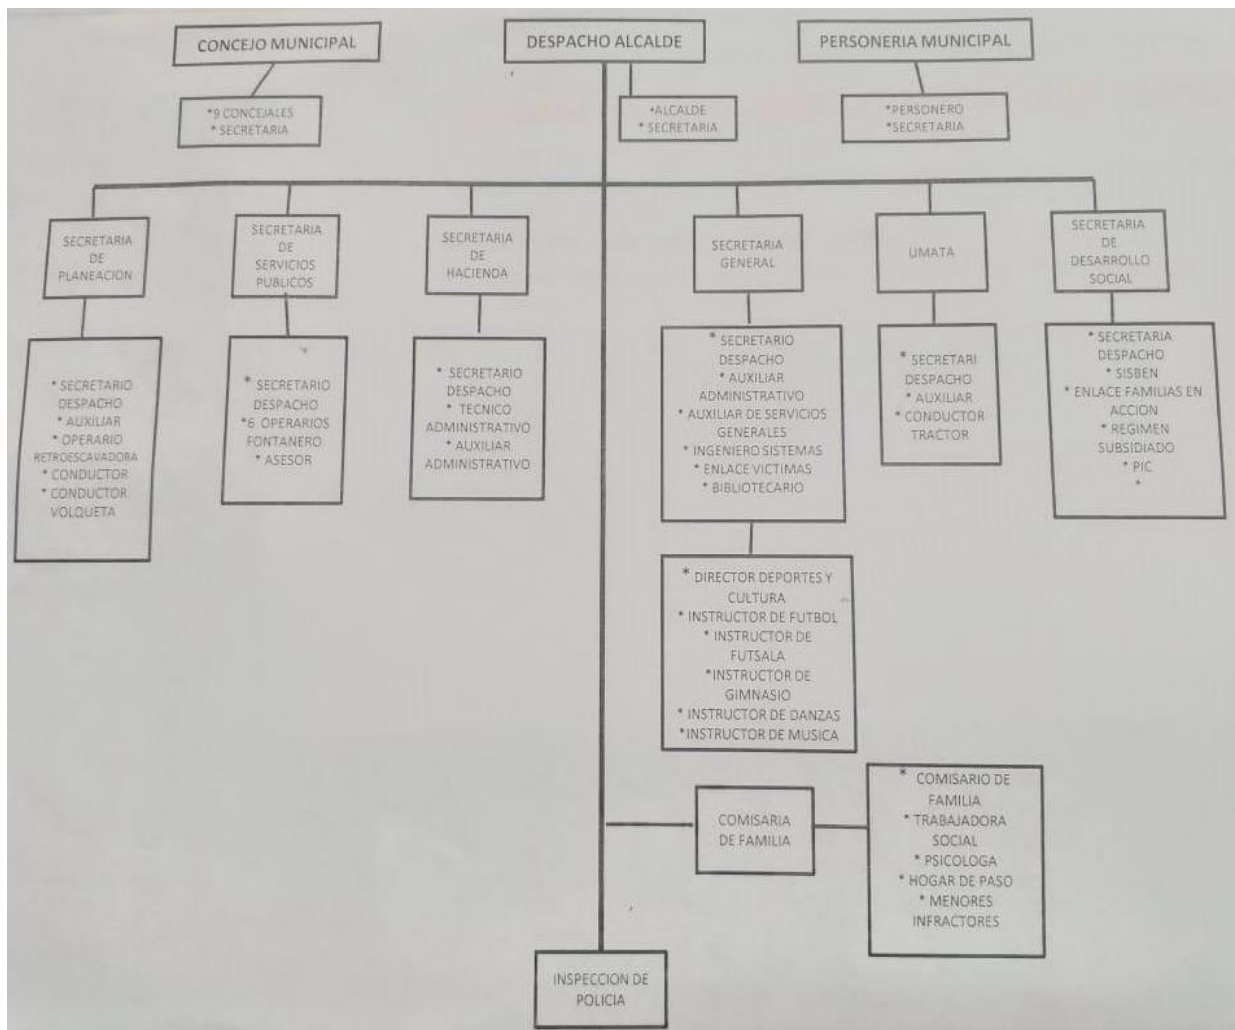 CONCEJO MUNICIPAL
DESPACHO ALCALDE
PERSONERIA MUNICIPAL
*9 CONCEJALES
* SECRETARIA
*ALCALDE
* SECRETARIA
*PERSONERO
*SECRETARIA
SECRETARIA
DE
PLANEACION
SECRETARIA
DE
SERVICIOS
PUBLICOS
SECRETARIA
DE
HACIENDA
SECRETARIA
GENERAL
UMATA
SECRETARIA
DE
DESARROLLO
SOCIAL
* SECRETARIO
DESPACHO
* AUXILIAR
* OPERARIO
RETROESCAVADORA
* CONDUCTOR
* CONDUCTOR
VOLQUETA
* SECRETARIO
DESPACHO
*6 OPERARIOS
FONTANERO
* ASESOR
* SECRETARIO
DESPACHO
* TECNICO
ADMINISTRATIVO
* AUXILIAR
ADMINISTRATIVO
* SECRETARIO
DESPACHO
* AUXILIAR
ADMINISTRATIVO
* AUXILIAR DE SERVICIOS
GENERALES
* INGENIERO SISTEMAS
* ENLACE VICTIMAS
* BIBLIOTECARIO
* SECRETARI
DESPACHO
* AUXILIAR
* CONDUCTOR
TRACTOR
* SECRETARIA
DESPACHO
* SISBEN
* ENLACE FAMILIAS EN
ACCION
* REGIMEN
SUBSIDIADO
* PIC
*
* DIRECTOR DEPORTES Y
CULTURA
* INSTRUCTOR DE FUTBOL
* INSTRUCTOR DE
FUTSALA
*INSTRUCTOR DE
GIMNASIO
* INSTRUCTOR DE DANZAS
*INSTRUCTOR DE MUSICA
COMISARIA
DE FAMILIA
* COMISARIO DE
FAMILIA
* TRABAJADORA
SOCIAL
* PSICOLOGA
* HOGAR DE PASO
* MENORES
INFRACTORES
INSPECCION DE
POLICIA